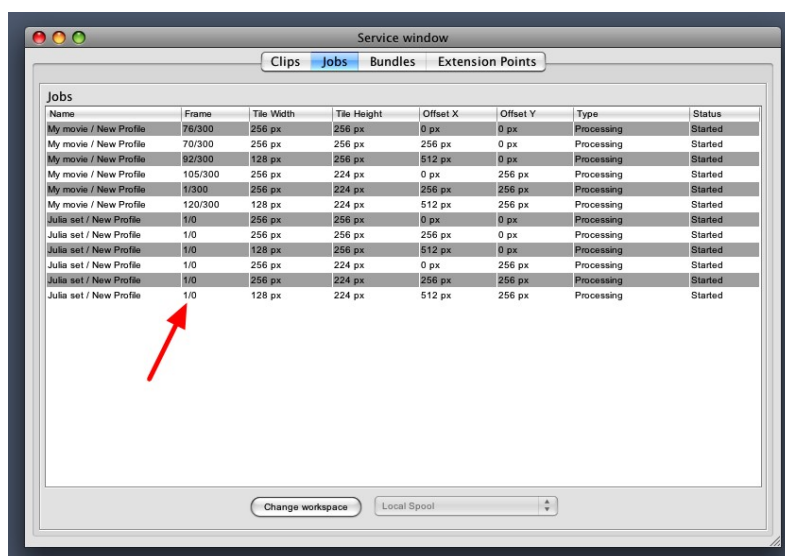 Service window
Clips Jobs Bundles Extension Points
Jobs
Name Frame Tile Width Tile Height Offset X Offset Y Type Status
My movie / New Profile 76/300 256 px 256 px 0 px 0 px Processing Started
My movie / New Profile 70/300 256 px 256 px 256 px 0 px Processing Started
My movie / New Profile 92/300 128 px 256 px 512 px 0 px Processing Started
My movie / New Profile 105/300 256 px 224 px 0 px 256 px Processing Started
My movie / New Profile 1/300 256 px 224 px 256 px 256 px Processing Started
My movie / New Profile 120/300 128 px 224 px 512 px 256 px Processing Started
Julia set / New Profile 1/0 256 px 256 px 0 px 0 px Processing Started
Julia set / New Profile 1/0 256 px 256 px 256 px 0 px Processing Started
Julia set / New Profile 1/0 128 px 256 px 512 px 0 px Processing Started
Julia set / New Profile 1/0 256 px 224 px 0 px 256 px Processing Started
Julia set / New Profile 1/0 256 px 224 px 256 px 256 px Processing Started
Julia set / New Profile 1/0 128 px 224 px 512 px 256 px Processing Started
Change workspace Local Spool